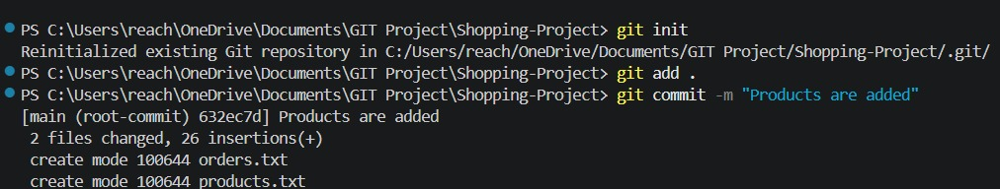 PS C:\Users\reach\OneDrive\Documents\GIT Project\Shopping-Project> git init
Reinitialized existing Git repository in C:/Users/reach/OneDrive/Documents/GIT Project/Shopping-Project/.git/
PS C:\Users\reach\OneDrive\Documents\GIT Project\Shopping-Project> git add .
PS C:\Users\reach\OneDrive\Documents\GIT Project\Shopping-Project> git commit -m "Products are added"
[main (root-commit) 632ec7d] Products are added
 2 files changed, 26 insertions(+)
 create mode 100644 orders.txt
 create mode 100644 products.txt